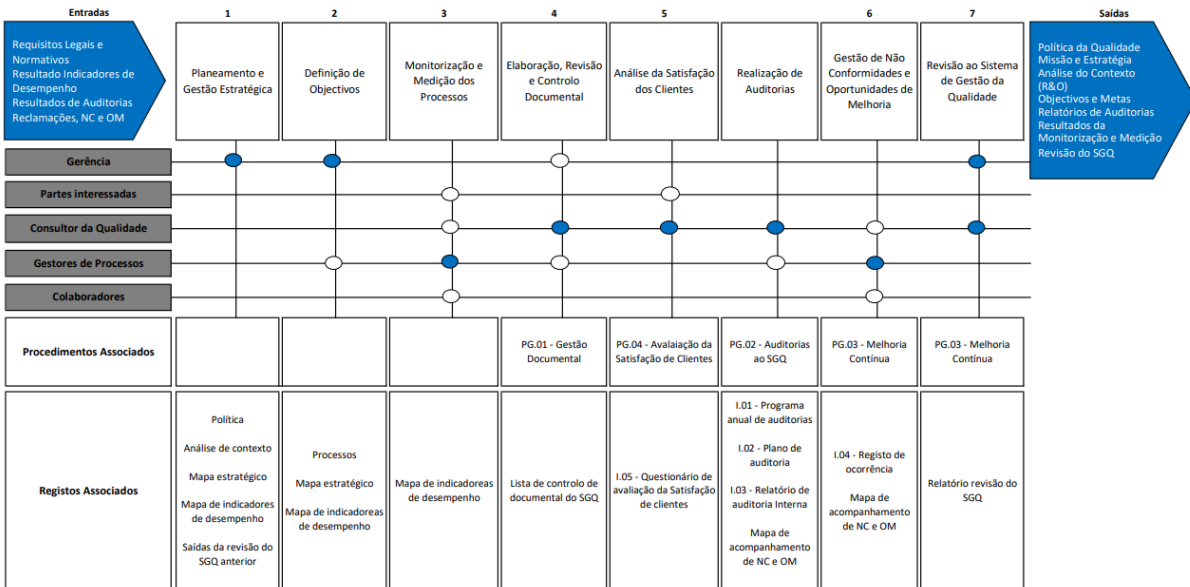 Entradas
1
2
3
4
5
6
7
Saídas
Requisitos Legais e
Normativos
Resultado Indicadores de
Desempenho
Resultados de Auditorias
Reclamações, NC e OM
Planeamento e
Gestão Estratégica
Definição de
Objectivos
Monitorização e
Medição dos
Processos
Elaboração, Revisão
e Controlo
Documental
Análise da Satisfação
dos Clientes
Realização de
Auditorias
Gestão de Não
Conformidades e
Oportunidades de
Melhoria
Revisão ao Sistema
de Gestão da
Qualidade
Política da Qualidade
Missão e Estratégia
Análise do Contexto
(R&O)
Objectivos e Metas
Relatórios de Auditorias
Resultados da
Monitorização e Medição
Revisão do SGQ
Gerência
Partes interessadas
Consultor da Qualidade
Gestores de Processos
Colaboradores
Procedimentos Associados
PG.01 - Gestão
Documental
PG.04 - Avalaiação da
Satisfação de Clientes
PG.02 - Auditorias
ao SGQ
PG.03 - Melhoria
Contínua
PG.03 - Melhoria
Contínua
Registos Associados
Política
Análise de contexto
Mapa estratégico
Mapa de indicadores
de desempenho
Saídas da revisão do
SGQ anterior
Processos
Mapa estratégico
Mapa de indicadoreas
de desempenho
Mapa de indicadoreas
de desempenho
Lista de controlo de
documental do SGQ
I.05 - Questionário de
avaliação da Satisfação
de clientes
I.01 - Programa
anual de auditorias
I.02 - Plano de
auditoria
I.03 - Relatório de
auditoria Interna
Mapa de
acompanhamento
de NC e OM
I.04 - Registo de
ocorrência
Mapa de
acompanhamento
de NC e OM
Relatório revisão do
SGQ